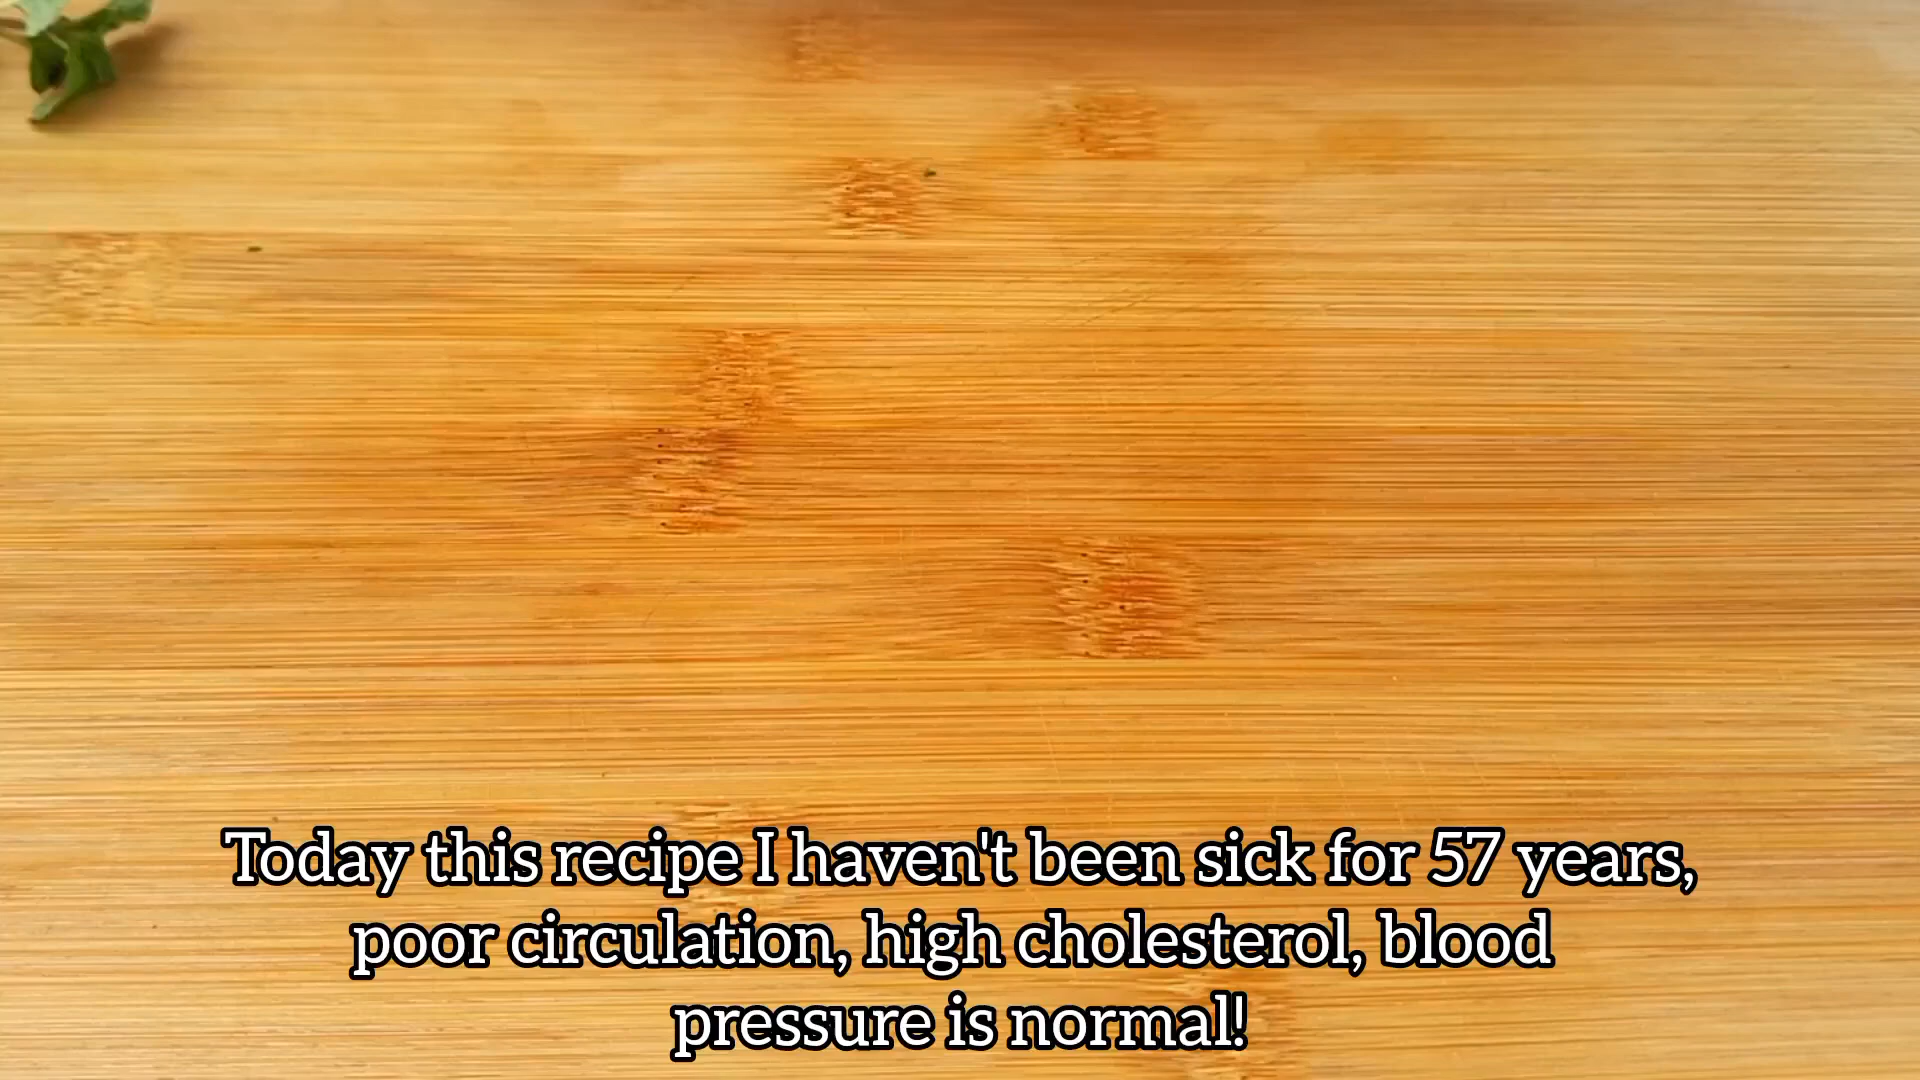 Today this recipe I haven't been sick for 57 years,
poor circulation, high cholesterol, blood
pressure is normal!